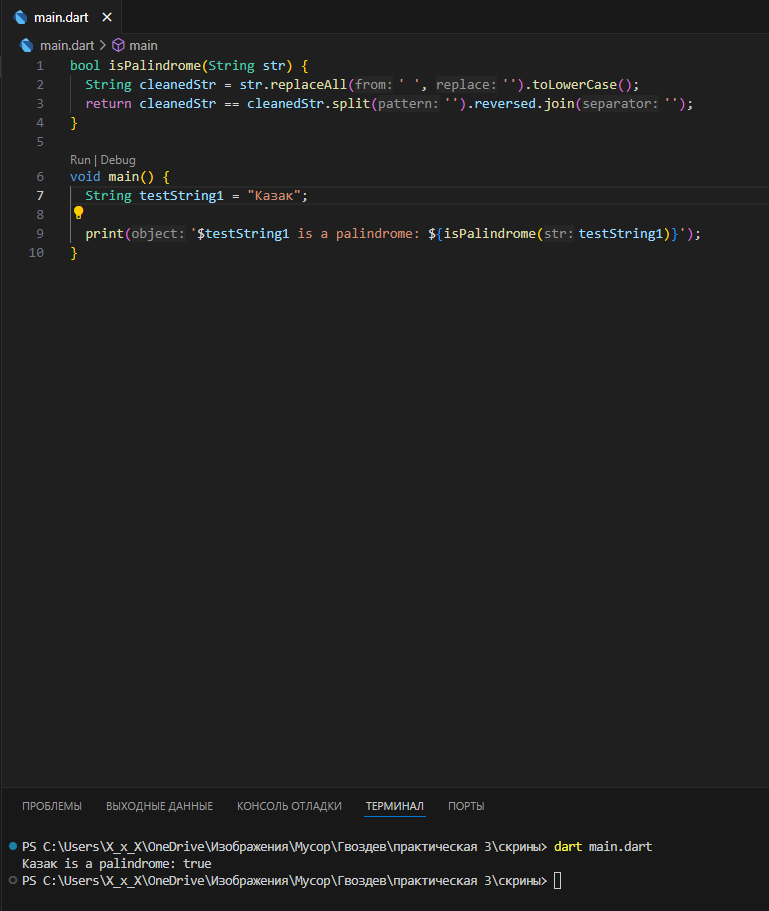 main.dart
main.dart > main
1 bool isPalindrome(String str) {
2 String cleanedStr = str.replaceAll(from: ' ', replace: '').toLowerCase();
3 return cleanedStr == cleanedStr.split(pattern: '').reversed.join(separator: '');
4 }
5
Run | Debug
6 void main() {
7 String testString1 = "Казак";
8
9 print(object: '$testString1 is a palindrome: ${isPalindrome(str: testString1)}');
10 }
ПРОБЛЕМЫ ВЫХОДНЫЕ ДАННЫЕ КОНСОЛЬ ОТЛАДКИ ТЕРМИНАЛ ПОРТЫ
PS C:\Users\X_x_X\OneDrive\Изображения\Мусор\Гвоздев\практическая 3\скрины> dart main.dart
Казак is a palindrome: true
PS C:\Users\X_x_X\OneDrive\Изображения\Мусор\Гвоздев\практическая 3\скрины>